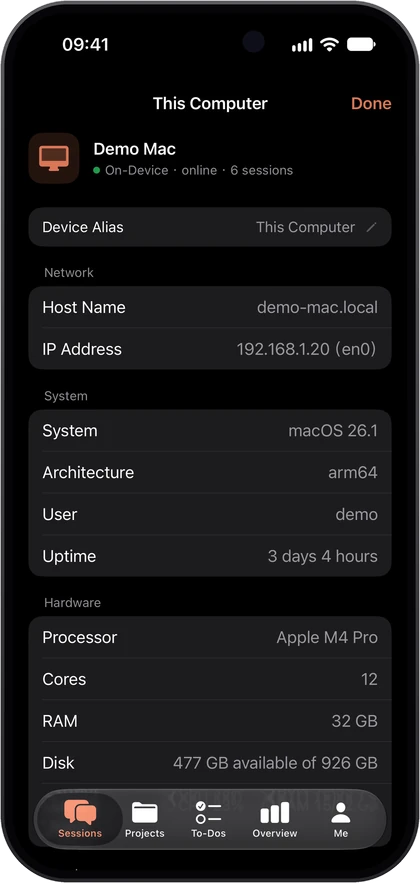 09:41
This Computer Done
Demo Mac
On-Device · online · 6 sessions
Device Alias This Computer
Network
Host Name demo-mac.local
IP Address 192.168.1.20 (en0)
System
System macOS 26.1
Architecture arm64
User demo
Uptime 3 days 4 hours
Hardware
Processor Apple M4 Pro
Cores 12
RAM 32 GB
Disk 477 GB available of 926 GB
Sessions Projects To-Dos Overview Me